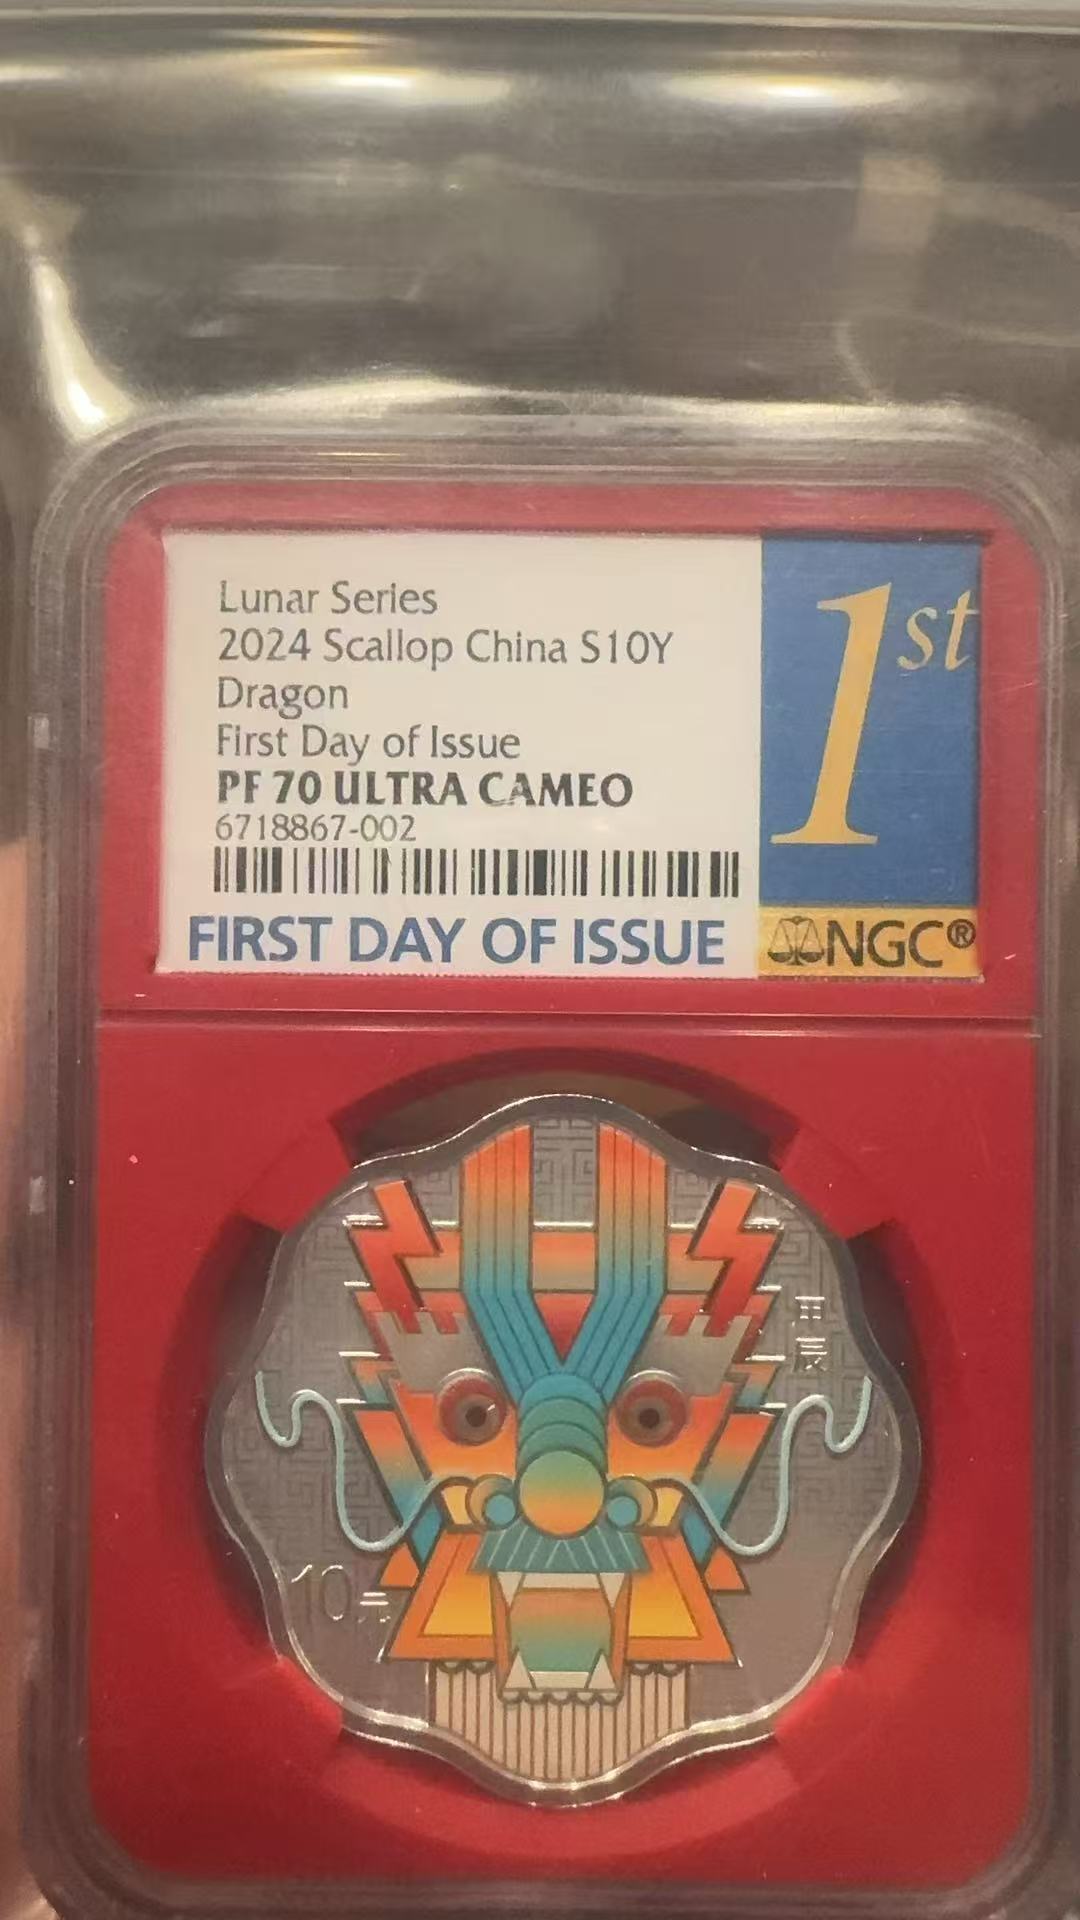 Lunar Series
2024 Scallop China S10Y
Dragon
First Day of Issue
PF 70 ULTRA CAMEO
6718867-002
FIRST DAY OF ISSUE
1st
NGC®
甲辰
10元